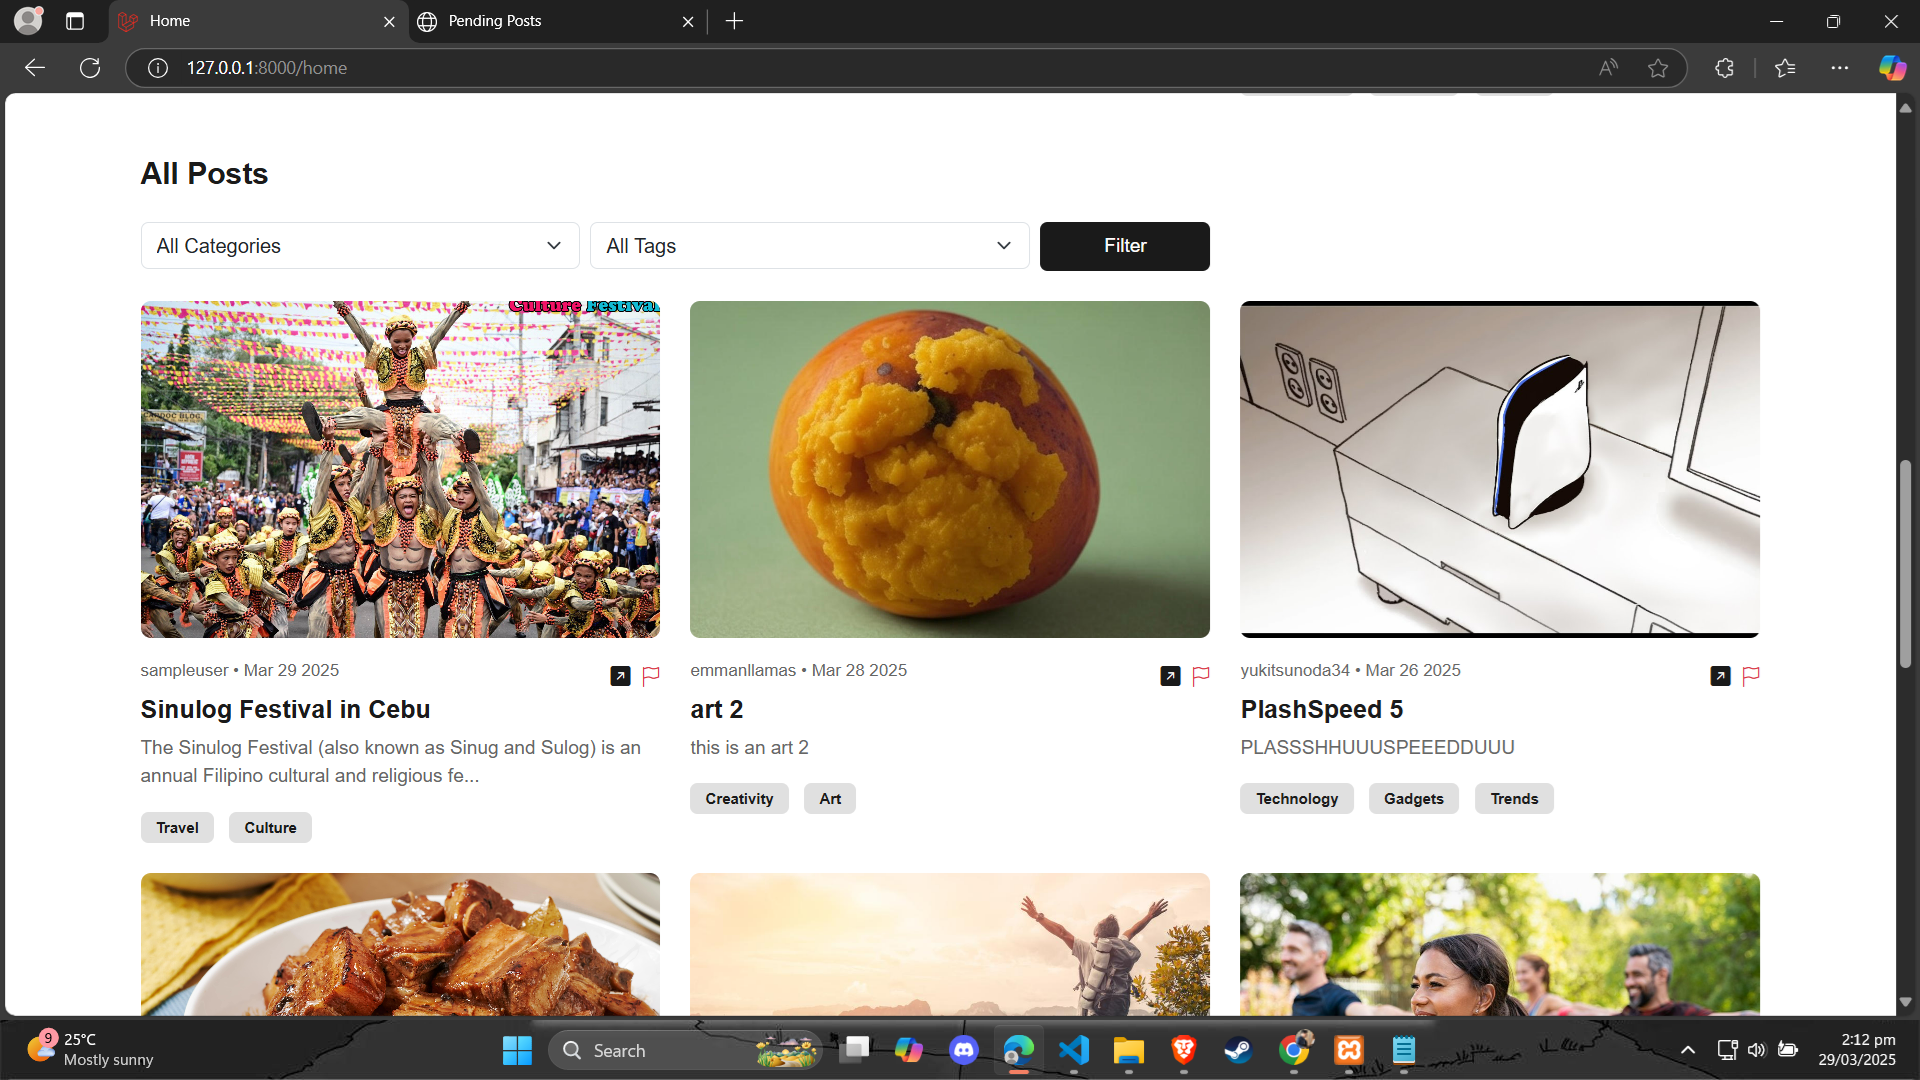 Home
Pending Posts
127.0.0.1:8000/home
All Posts
All Categories
All Tags
Filter
Culture Festival
sampleuser • Mar 29 2025
Sinulog Festival in Cebu
The Sinulog Festival (also known as Sinug and Sulog) is an
annual Filipino cultural and religious fe...
Travel
Culture
emmanllamas • Mar 28 2025
art 2
this is an art 2
Creativity
Art
yukitsunoda34 • Mar 26 2025
PlashSpeed 5
PLASSSHHUUUSPEEEDDUUU
Technology
Gadgets
Trends
9
25°C
Mostly sunny
Search
2:12 pm
29/03/2025